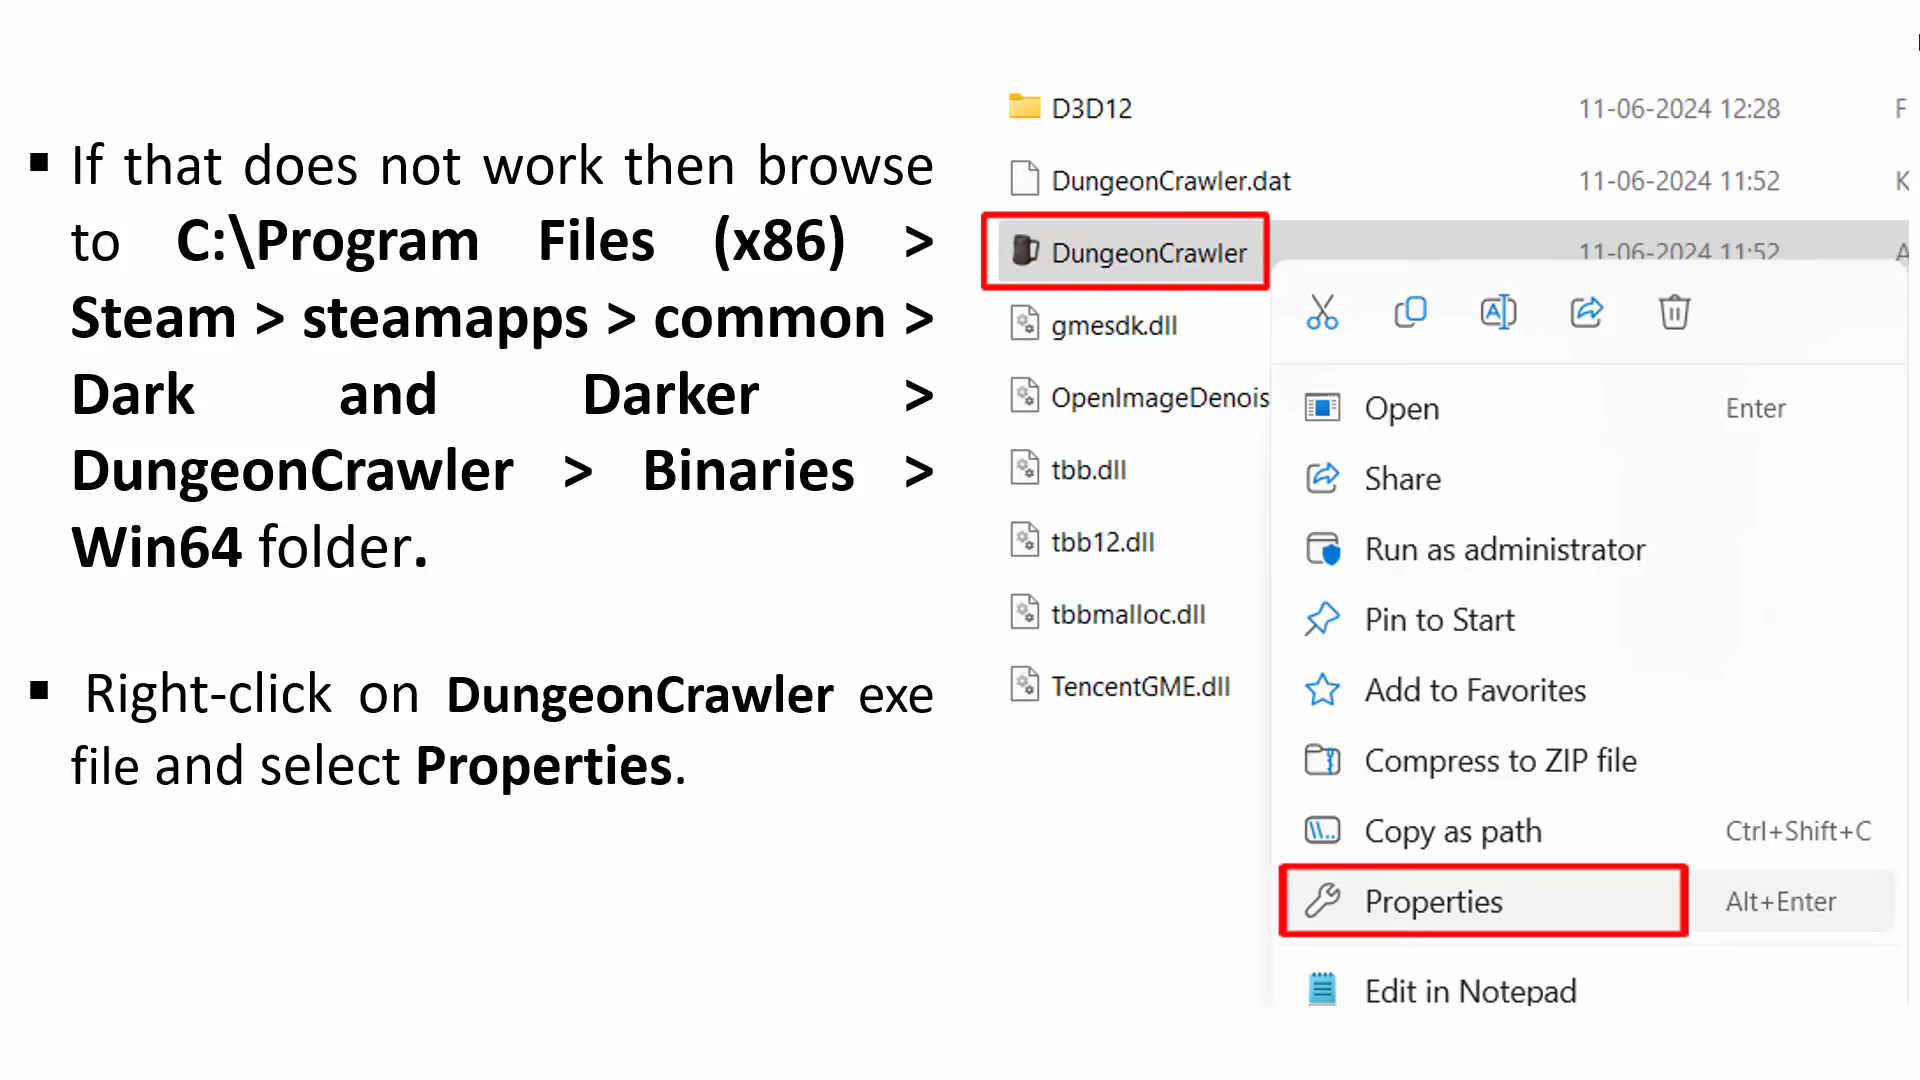 ▪ If that does not work then browse
to C:\Program Files (x86) >
Steam > steamapps > common >
Dark and Darker >
DungeonCrawler > Binaries >
Win64 folder.
▪ Right-click on DungeonCrawler exe
file and select Properties.
D3D12 11-06-2024 12:28 F
DungeonCrawler.dat 11-06-2024 11:52 K
DungeonCrawler 11-06-2024 11:52 A
gmesdk.dll
OpenImageDenois
tbb.dll
tbb12.dll
tbbmalloc.dll
TencentGME.dll
Open Enter
Share
Run as administrator
Pin to Start
Add to Favorites
Compress to ZIP file
Copy as path Ctrl+Shift+C
Properties Alt+Enter
Edit in Notepad